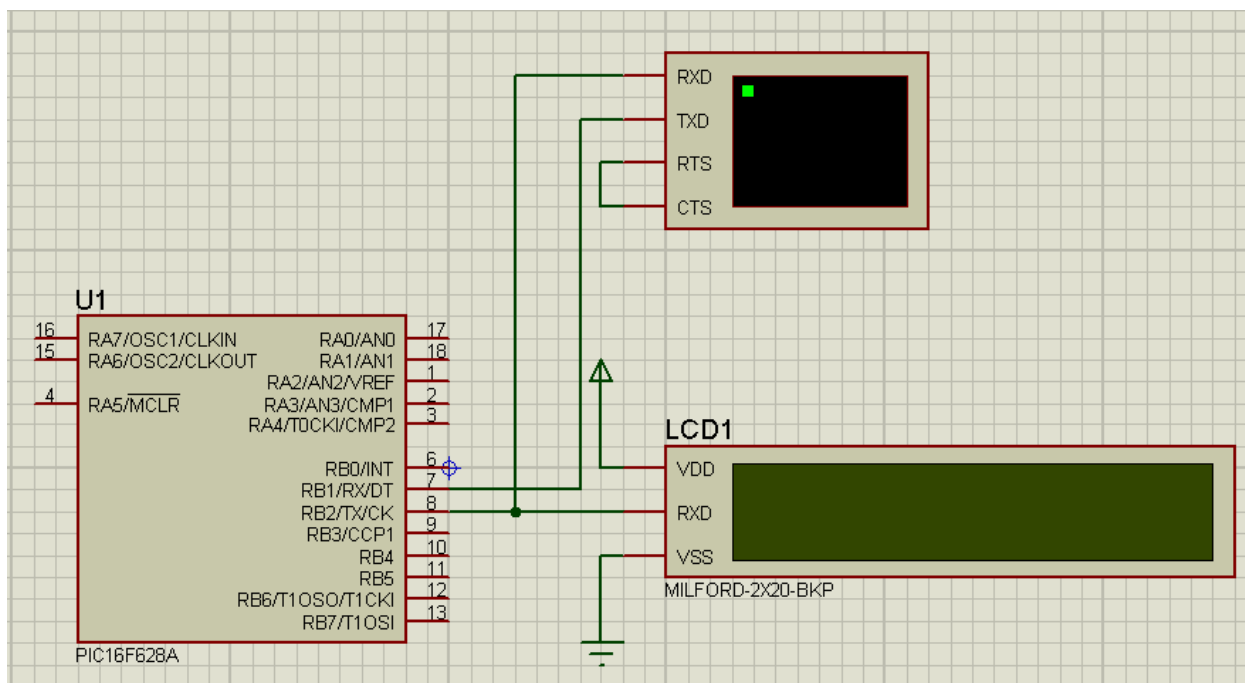 RXD
TXD
RTS
CTS
U1
16 RA7/OSC1/CLKIN RA0/AN0 17
15 RA6/OSC2/CLKOUT RA1/AN1 18
RA2/AN2/VREF 1
4 RA5/MCLR RA3/AN3/CMP1 2
RA4/T0CKI/CMP2 3
RB0/INT 6
RB1/RX/DT 7
RB2/TX/CK 8
RB3/CCP1 9
RB4 10
RB5 11
RB6/T1OSO/T1CKI 12
RB7/T1OSI 13
PIC16F628A
LCD1
VDD
RXD
VSS
MILFORD-2X20-BKP